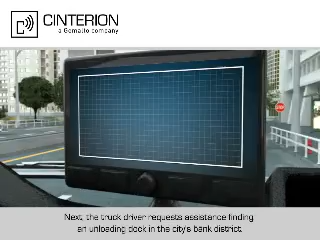 CINTERION
a Gemalto company
Next, the truck driver requests assistance finding
an unloading dock in the city's bank district.